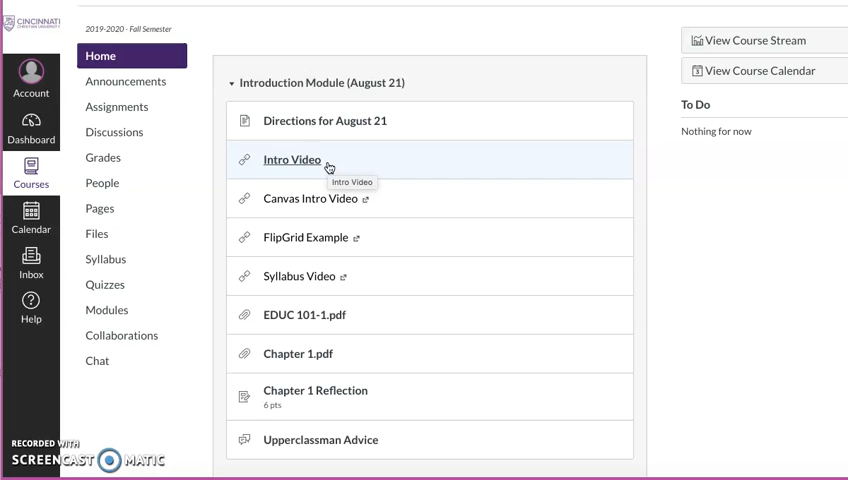 CINCINNATI
CHRISTIAN UNIVERSITY
2019-2020 - Fall Semester
Account
Dashboard
Courses
Calendar
Inbox
Help
Home
Announcements
Assignments
Discussions
Grades
People
Pages
Files
Syllabus
Quizzes
Modules
Collaborations
Chat
Introduction Module (August 21)
Directions for August 21
Intro Video
Intro Video
Canvas Intro Video
FlipGrid Example
Syllabus Video
EDUC 101-1.pdf
Chapter 1.pdf
Chapter 1 Reflection
6 pts
Upperclassman Advice
View Course Stream
View Course Calendar
To Do
Nothing for now
RECORDED WITH
SCREENCAST MATIC